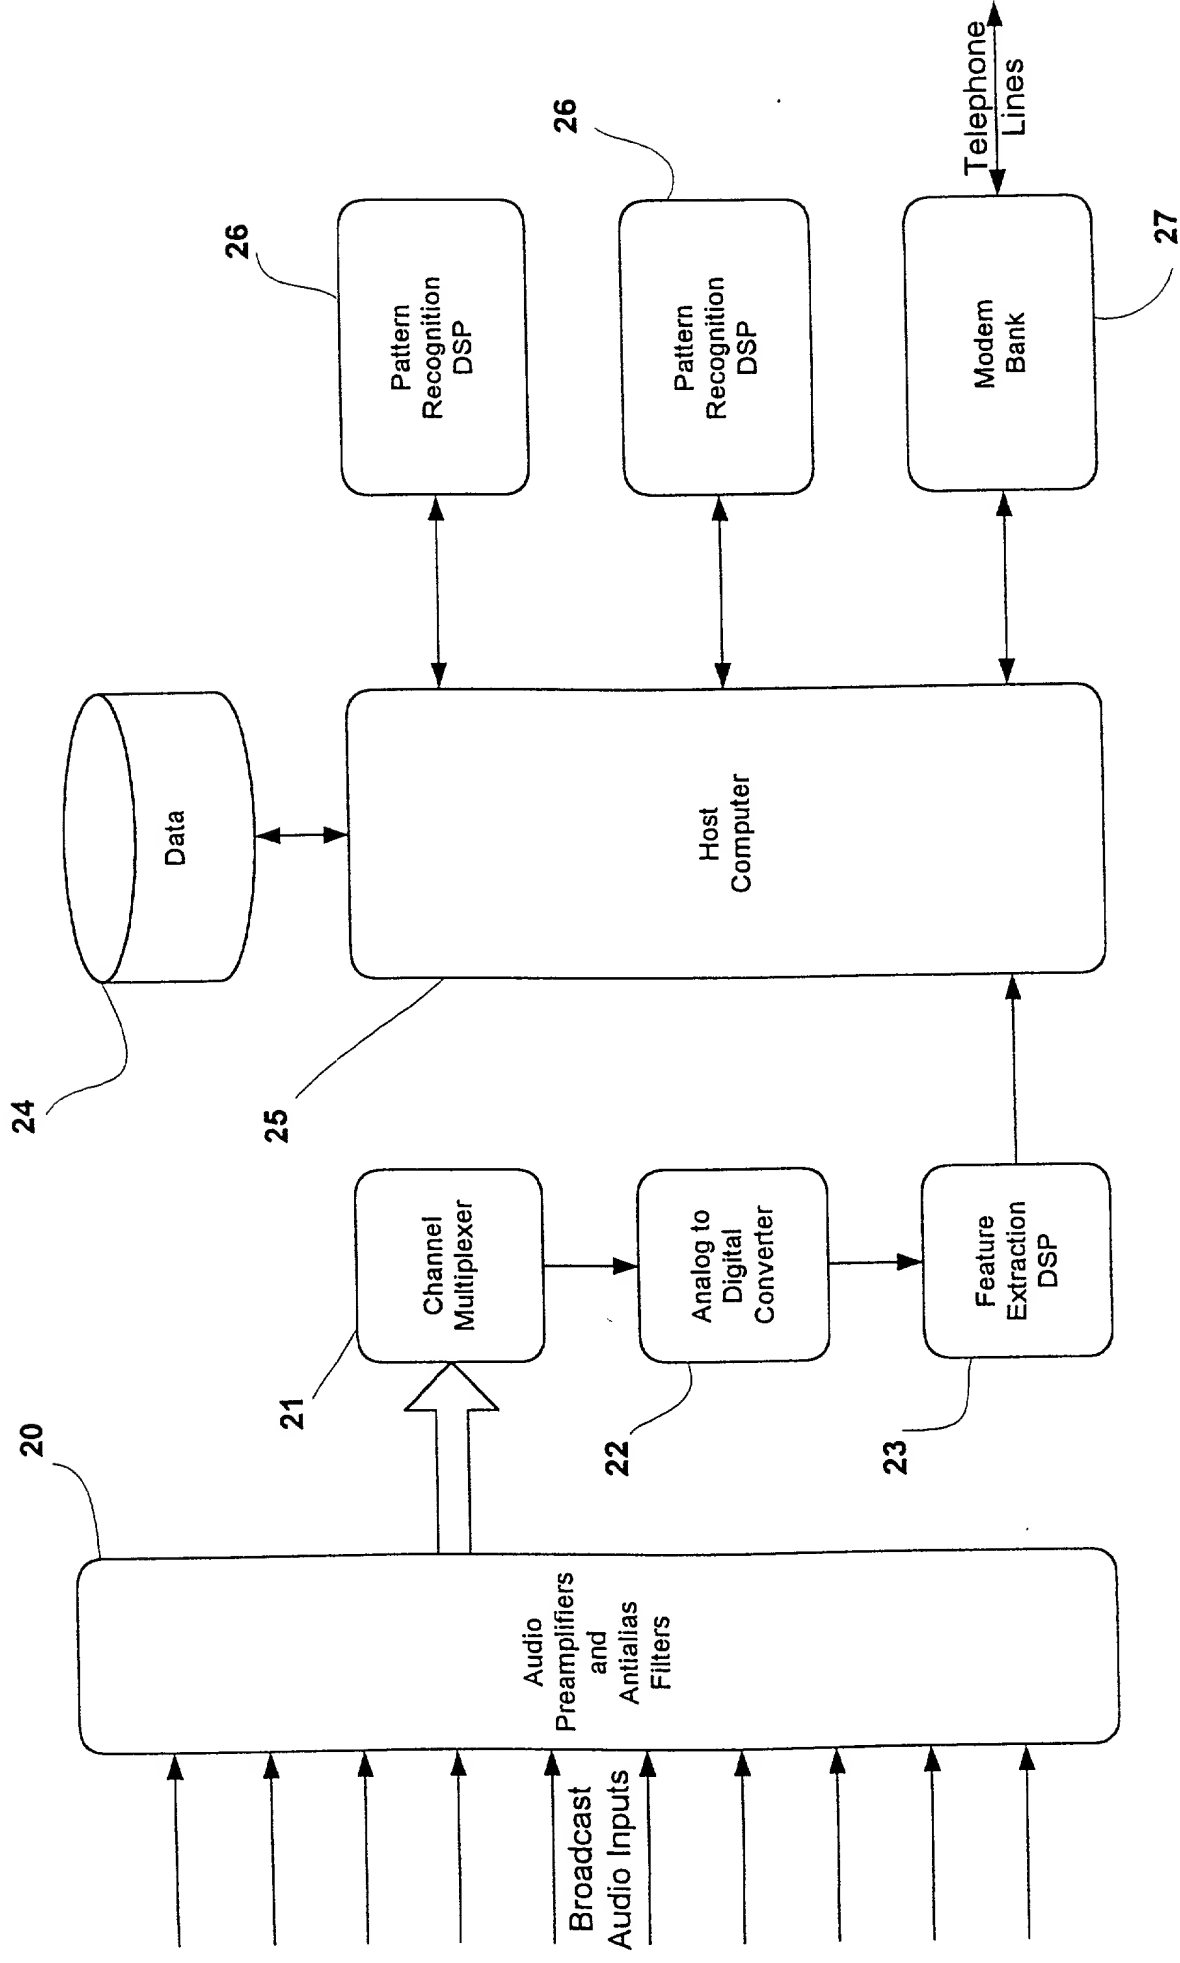 Broadcast
Audio Inputs
20
Audio
Preamplifiers
and
Antialias
Filters
21
Channel
Multiplexer
22
Analog to
Digital
Converter
23
Feature
Extraction
DSP
24
Data
25
Host
Computer
26
Pattern
Recognition
DSP
26
Pattern
Recognition
DSP
27
Modem
Bank
Telephone
Lines